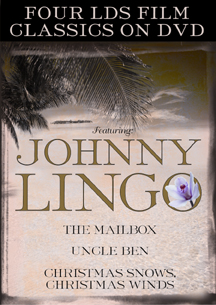 FOUR LDS FILM
CLASSICS ON DVD
Featuring:
JOHNNY
LINGO
THE MAILBOX
UNCLE BEN
CHRISTMAS SNOWS,
CHRISTMAS WINDS